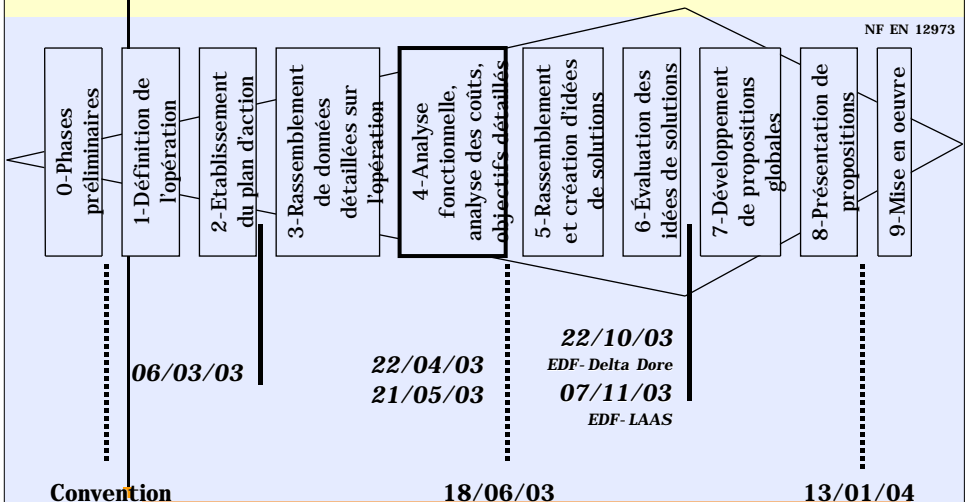 NF EN 12973
0-Phases
préliminaires
1-Définition de
l'opération
2-Etablissement
du plan d'action
3-Rassemblement
de données
détaillées sur
l'opération
4-Analyse
fonctionnelle,
analyse des coûts,
objectifs détaillés
5-Rassemblement
et création d'idées
de solutions
6-Évaluation des
idées de solutions
7-Développement
de propositions
globales
8-Présentation de
propositions
9-Mise en oeuvre
06/03/03
22/04/03
21/05/03
22/10/03
EDF-Delta Dore
07/11/03
EDF-LAAS
Convention
18/06/03
13/01/04